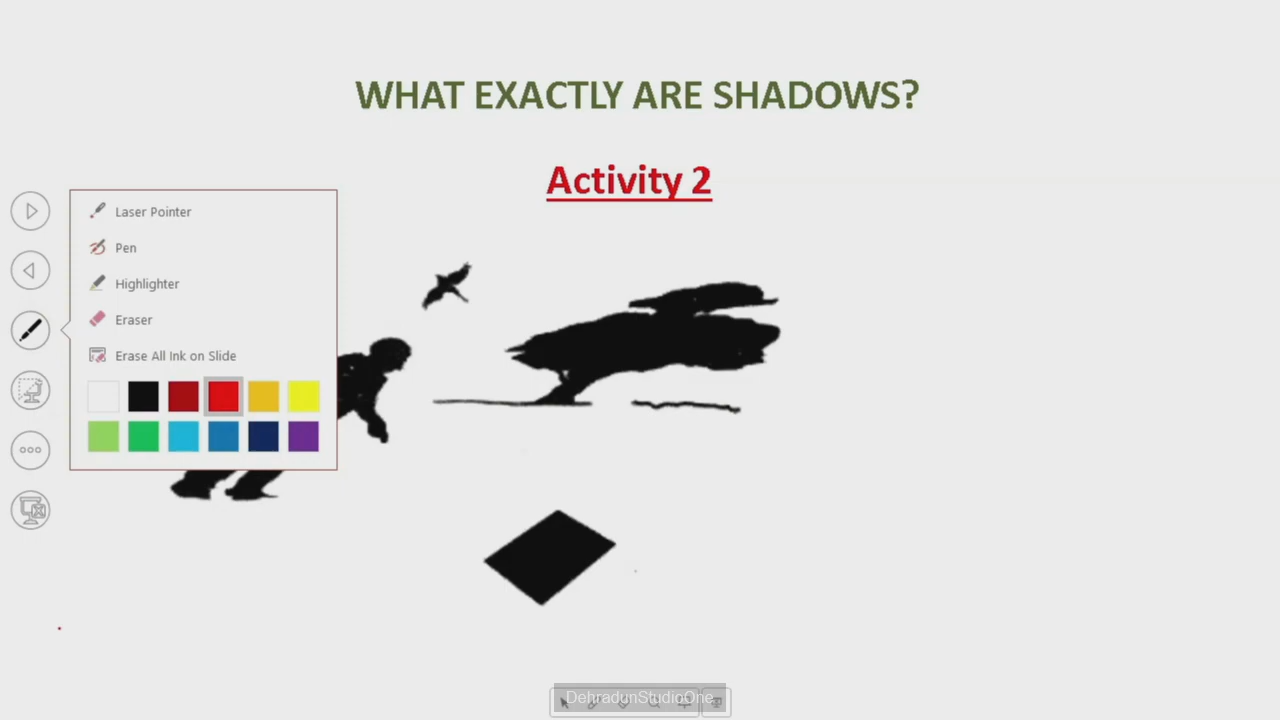 WHAT EXACTLY ARE SHADOWS?
Activity 2
Laser Pointer
Pen
Highlighter
Eraser
Erase All Ink on Slide
DehradunStudioOne